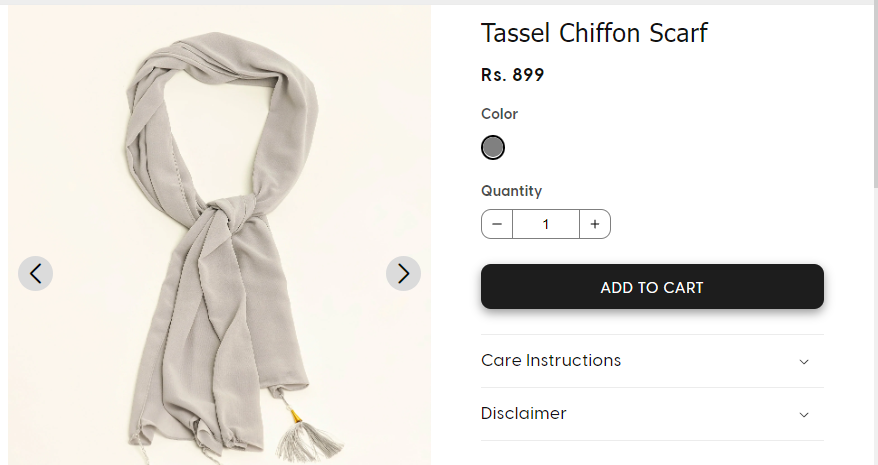 Tassel Chiffon Scarf
Rs. 899
Color
Quantity
− 1 +
ADD TO CART
Care Instructions
Disclaimer